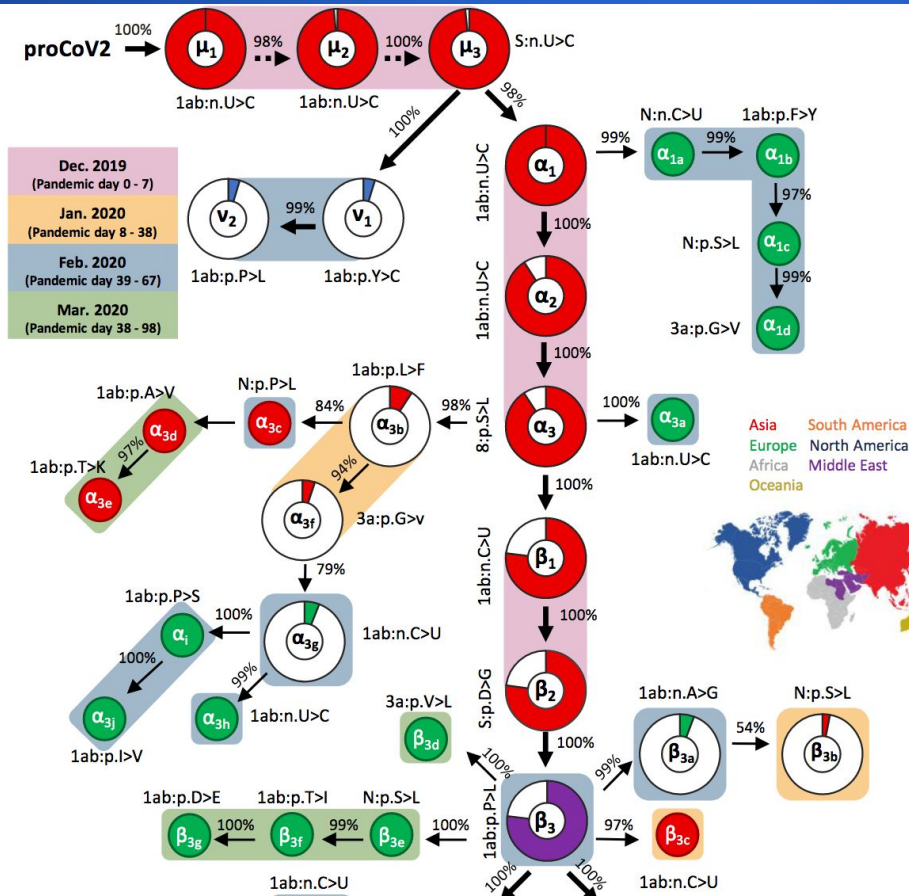 proCoV2
100%
μ1
98%
μ2
100%
μ3
S:n.U>C
1ab:n.U>C
1ab:n.U>C
100%
98%
Dec. 2019
(Pandemic day 0 - 7)
Jan. 2020
(Pandemic day 8 - 38)
Feb. 2020
(Pandemic day 39 - 67)
Mar. 2020
(Pandemic day 38 - 98)
ν2
99%
ν1
1ab:p.P>L
1ab:p.Y>C
1ab:n.U>C
α1
99%
N:n.C>U
α1a
99%
1ab:p.F>Y
α1b
97%
N:p.S>L
α1c
99%
3a:p.G>V
α1d
100%
1ab:n.U>C
α2
100%
8:p.S>L
α3
100%
α3a
1ab:n.U>C
98%
1ab:p.L>F
α3b
84%
N:p.P>L
α3c
1ab:p.A>V
α3d
97%
1ab:p.T>K
α3e
94%
α3f
3a:p.G>v
79%
α3g
1ab:n.C>U
100%
1ab:p.P>S
αi
100%
α3j
1ab:p.I>V
99%
α3h
1ab:n.U>C
100%
1ab:n.C>U
β1
100%
S:p.D>G
β2
100%
1ab:p.P>L
β3
Asia
South America
Europe
North America
Africa
Middle East
Oceania
99%
1ab:n.A>G
β3a
54%
N:p.S>L
β3b
97%
β3c
1ab:n.C>U
100%
3a:p.V>L
β3d
100%
N:p.S>L
β3e
99%
1ab:p.T>I
β3f
100%
1ab:p.D>E
β3g
1ab:n.C>U
100%
100%